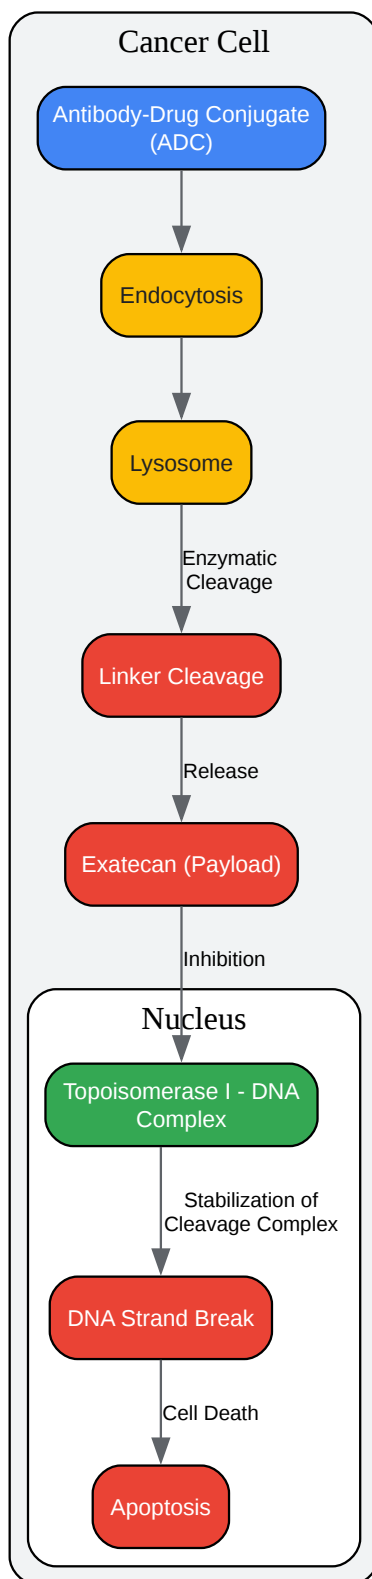 Cancer Cell
Antibody-Drug Conjugate
(ADC)
Endocytosis
Lysosome
Enzymatic
Cleavage
Linker Cleavage
Release
Exatecan (Payload)
Inhibition
Nucleus
Topoisomerase I - DNA
Complex
Stabilization of
Cleavage Complex
DNA Strand Break
Cell Death
Apoptosis